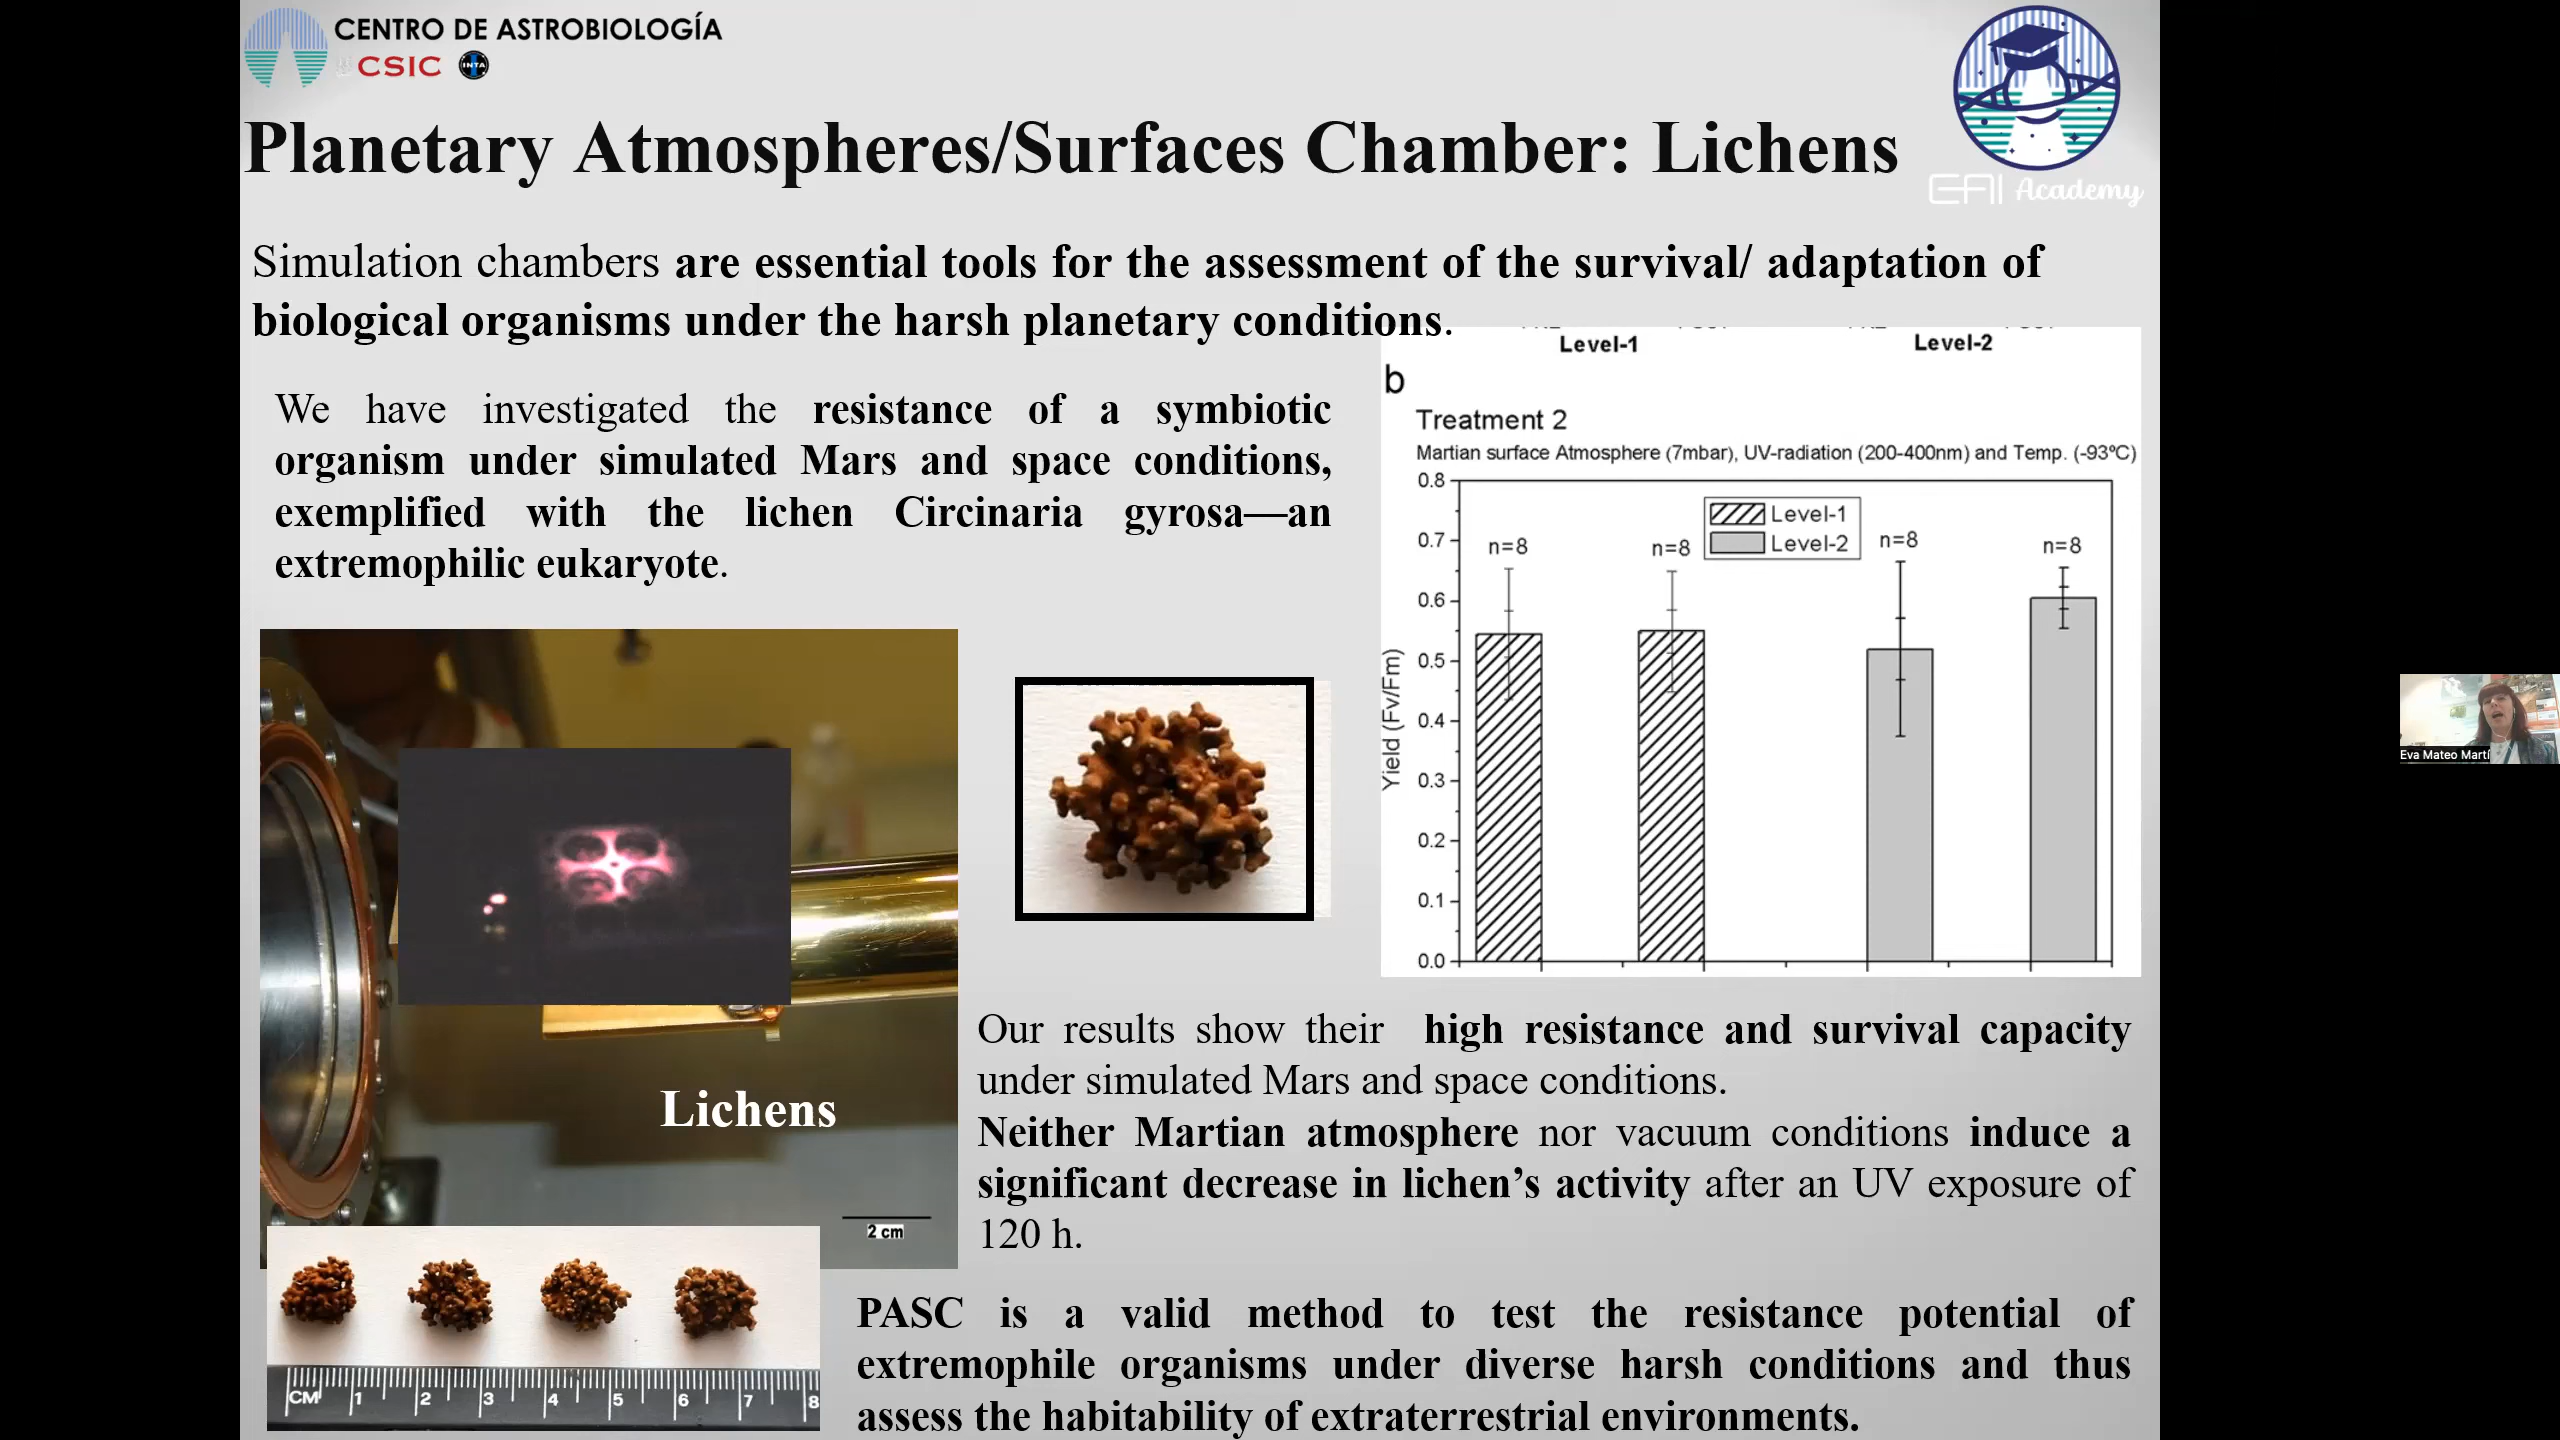 CENTRO DE ASTROBIOLOGÍA
CSIC INTA
EAI Academy
Planetary Atmospheres/Surfaces Chamber: Lichens
Simulation chambers are essential tools for the assessment of the survival/ adaptation of
biological organisms under the harsh planetary conditions.
We have investigated the resistance of a symbiotic
organism under simulated Mars and space conditions,
exemplified with the lichen Circinaria gyrosa—an
extremophilic eukaryote.
Level-1 Level-2
b
Treatment 2
Martian surface Atmosphere (7mbar), UV-radiation (200-400nm) and Temp. (-93ºC)
0.8
0.7
0.6
0.5
0.4
0.3
0.2
0.1
0.0
Yield (Fv/Fm)
Level-1
Level-2
n=8 n=8 n=8 n=8
Lichens
2 cm
CM 1 2 3 4 5 6 7 8
Our results show their high resistance and survival capacity
under simulated Mars and space conditions.
Neither Martian atmosphere nor vacuum conditions induce a
significant decrease in lichen’s activity after an UV exposure of
120 h.
PASC is a valid method to test the resistance potential of
extremophile organisms under diverse harsh conditions and thus
assess the habitability of extraterrestrial environments.
Eva Mateo Martí